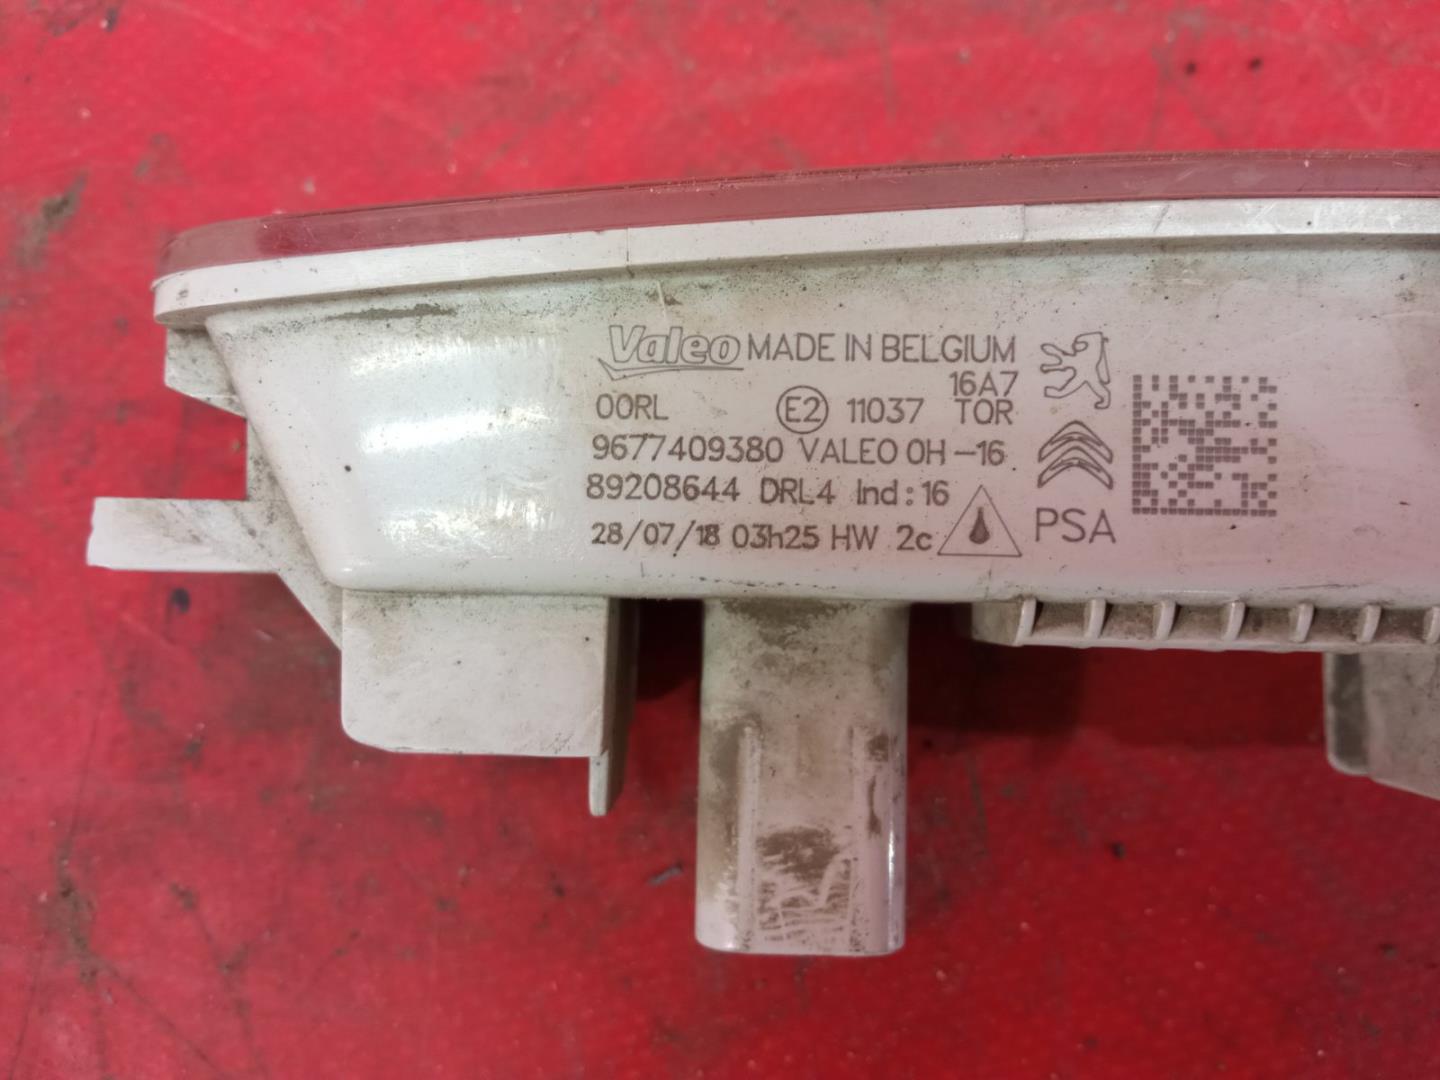 Valeo MADE IN BELGIUM
16A7
00RL E2 11037 TQR
9677409380 VALEO 0H-16
89208644 DRL4 Ind: 16
28/07/18 03h25 HW 2c
PSA